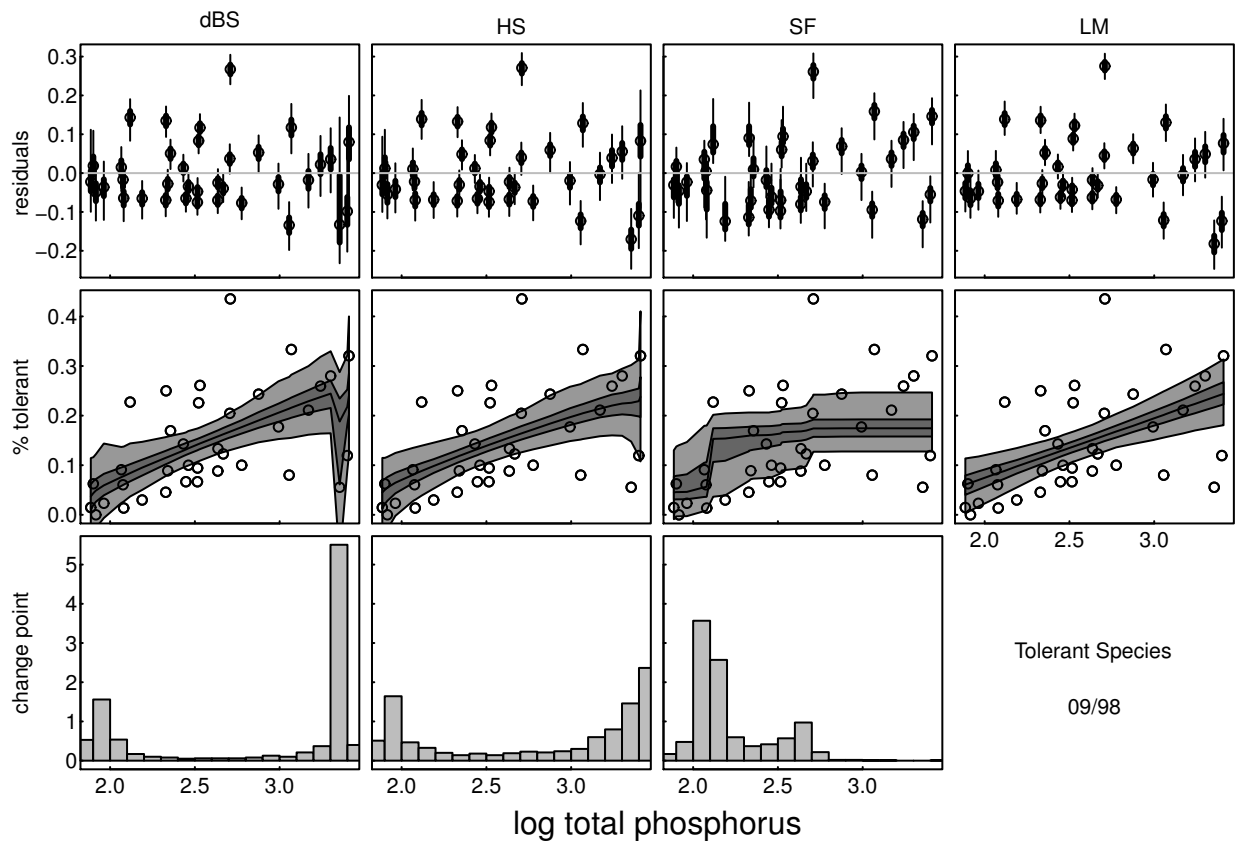 dBS HS SF LM
residuals
0.3
0.2
0.1
0.0
−0.1
−0.2
% tolerant
0.4
0.3
0.2
0.1
0.0
2.0 2.5 3.0
change point
5
4
3
2
1
0
Tolerant Species
09/98
2.0 2.5 3.0 2.0 2.5 3.0 2.0 2.5 3.0
log total phosphorus